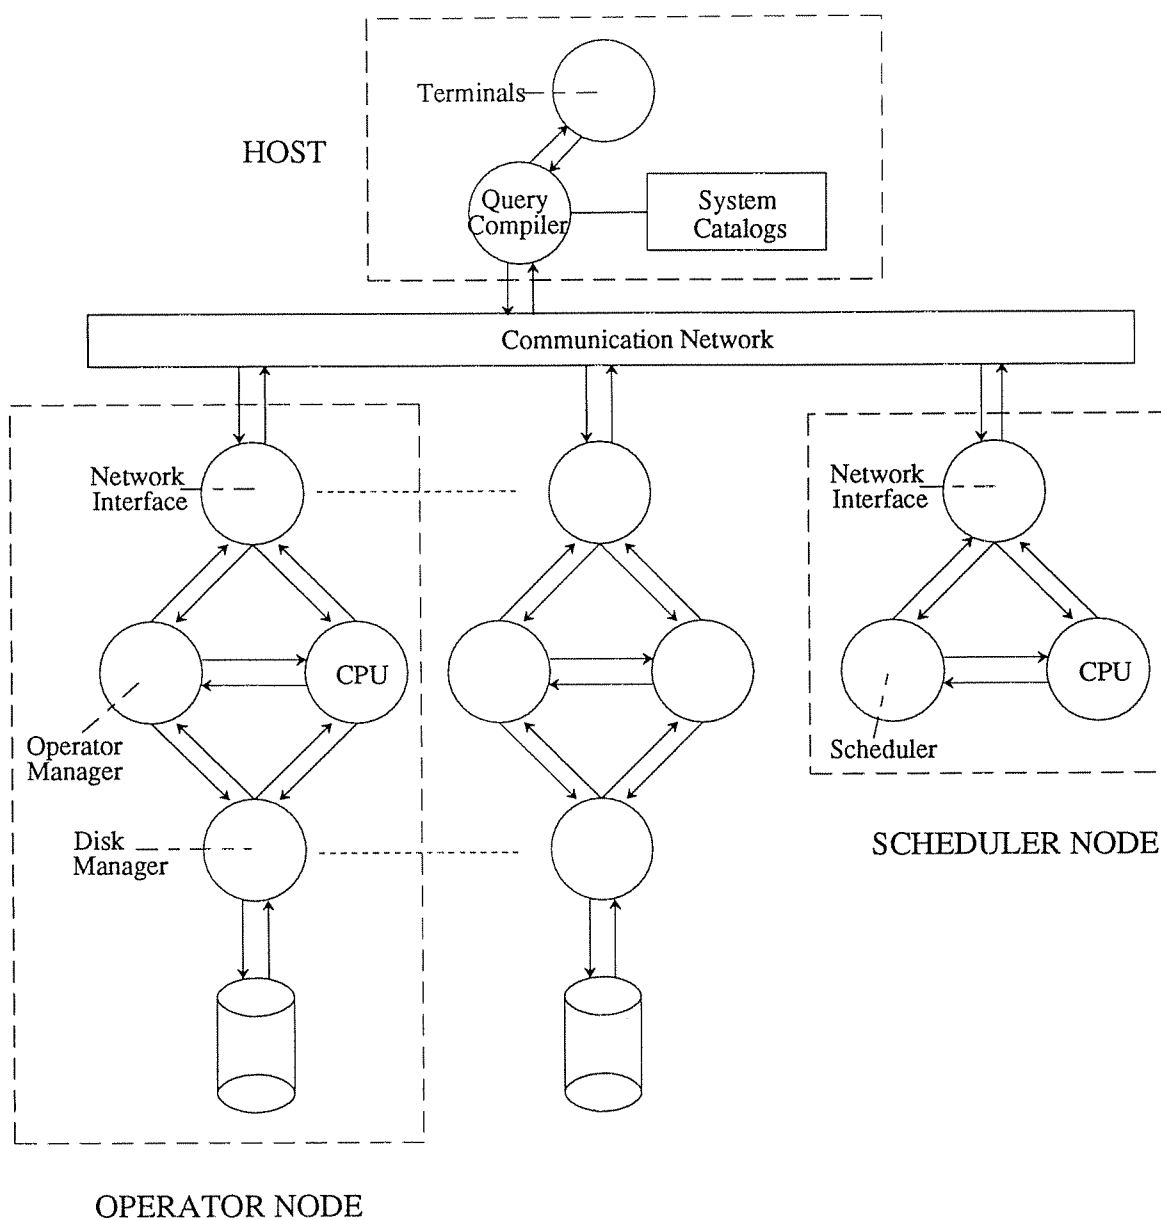 Terminals
HOST
Query
Compiler
System
Catalogs
Communication Network
Network
Interface
Network
Interface
CPU
CPU
Operator
Manager
Scheduler
Disk
Manager
SCHEDULER NODE
OPERATOR NODE